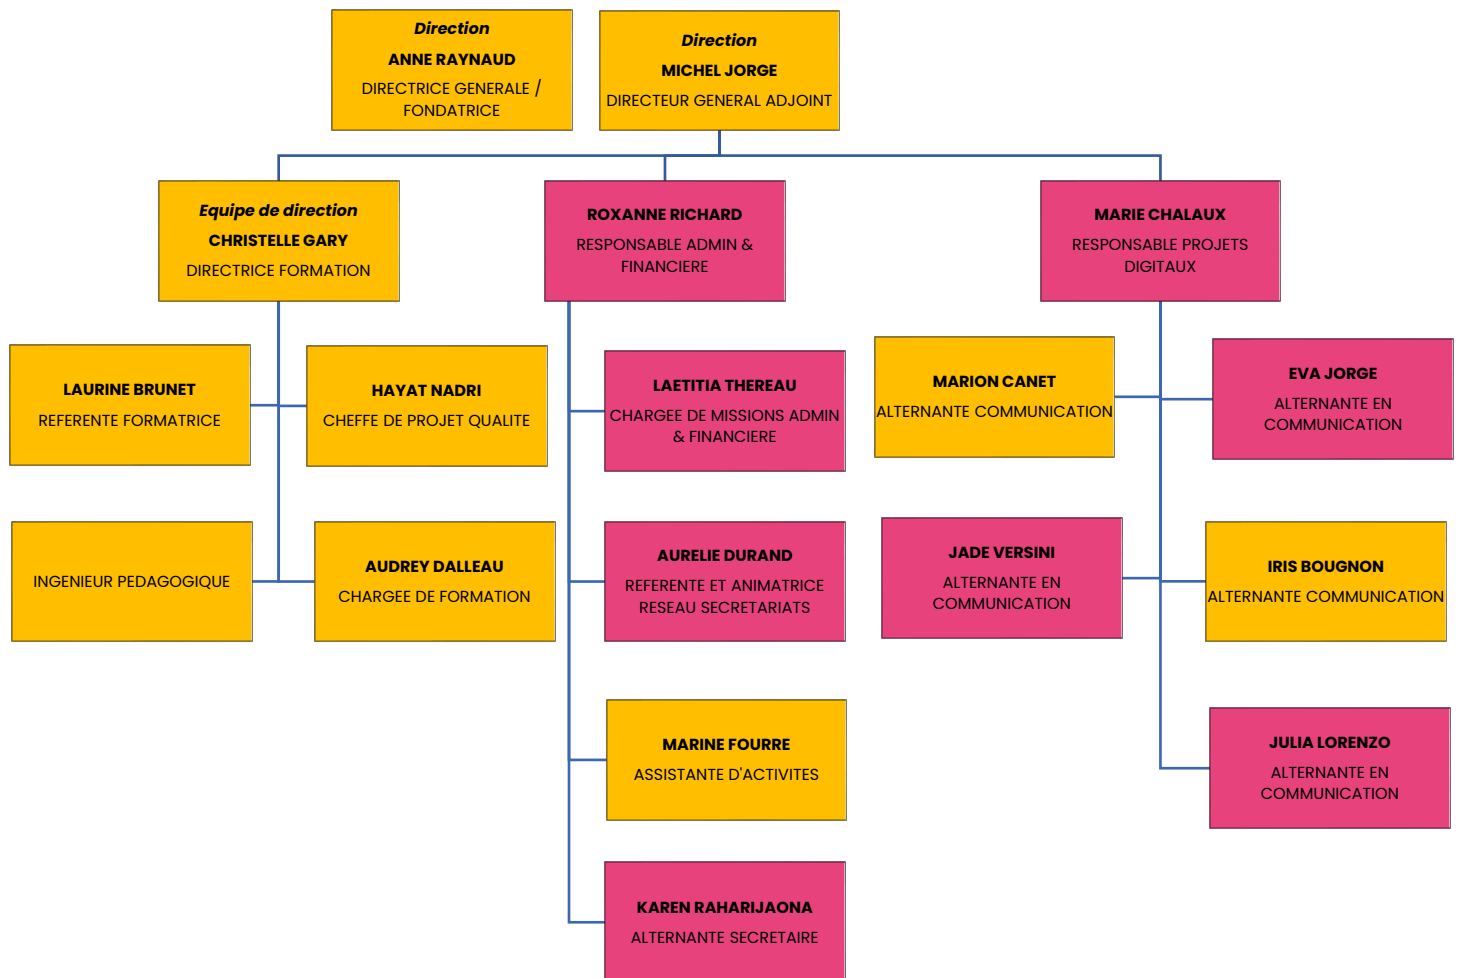 Direction
ANNE RAYNAUD
DIRECTRICE GENERALE /
FONDATRICE
Direction
MICHEL JORGE
DIRECTEUR GENERAL ADJOINT
Equipe de direction
CHRISTELLE GARY
DIRECTRICE FORMATION
ROXANNE RICHARD
RESPONSABLE ADMIN &
FINANCIERE
MARIE CHALAUX
RESPONSABLE PROJETS
DIGITAUX
LAURINE BRUNET
REFERENTE FORMATRICE
HAYAT NADRI
CHEFFE DE PROJET QUALITE
LAETITIA THEREAU
CHARGEE DE MISSIONS ADMIN
& FINANCIERE
MARION CANET
ALTERNANTE COMMUNICATION
EVA JORGE
ALTERNANTE EN
COMMUNICATION
INGENIEUR PEDAGOGIQUE
AUDREY DALLEAU
CHARGEE DE FORMATION
AURELIE DURAND
REFERENTE ET ANIMATRICE
RESEAU SECRETARIATS
JADE VERSINI
ALTERNANTE EN
COMMUNICATION
IRIS BOUGNON
ALTERNANTE COMMUNICATION
MARINE FOURRE
ASSISTANTE D'ACTIVITES
JULIA LORENZO
ALTERNANTE EN
COMMUNICATION
KAREN RAHARIJAONA
ALTERNANTE SECRETAIRE